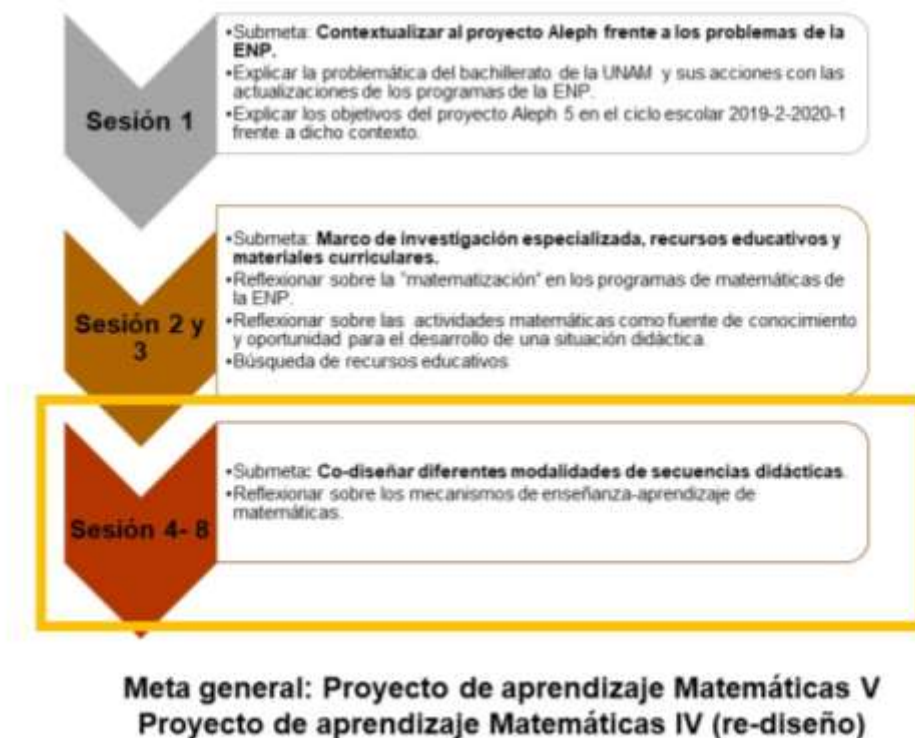 Sesión 1
•Submeta: Contextualizar al proyecto Aleph frente a los problemas de la
ENP.
•Explicar la problemática del bachillerato de la UNAM y sus acciones con las
actualizaciones de los programas de la ENP.
•Explicar los objetivos del proyecto Aleph 5 en el ciclo escolar 2019-2-2020-1
frente a dicho contexto.
Sesión 2 y
3
•Submeta: Marco de investigación especializada, recursos educativos y
materiales curriculares.
•Reflexionar sobre la "matematización" en los programas de matemáticas de
la ENP.
•Reflexionar sobre las actividades matemáticas como fuente de conocimiento
y oportunidad para el desarrollo de una situación didáctica.
•Búsqueda de recursos educativos
Sesión 4- 8
•Submeta: Co-diseñar diferentes modalidades de secuencias didácticas.
•Reflexionar sobre los mecanismos de enseñanza-aprendizaje de
matemáticas.
Meta general: Proyecto de aprendizaje Matemáticas V
Proyecto de aprendizaje Matemáticas IV (re-diseño)